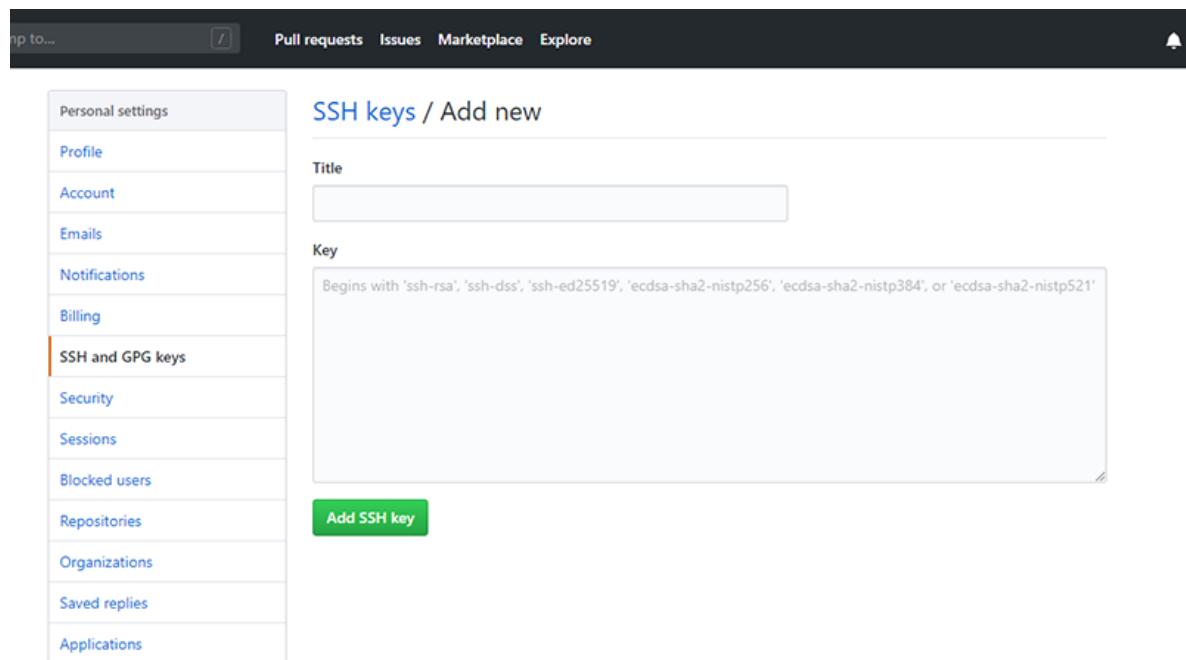 to...
/
Pull requests Issues Marketplace Explore
Personal settings
Profile
Account
Emails
Notifications
Billing
SSH and GPG keys
Security
Sessions
Blocked users
Repositories
Organizations
Saved replies
Applications
SSH keys / Add new
Title
Key
Begins with 'ssh-rsa', 'ssh-dss', 'ssh-ed25519', 'ecdsa-sha2-nistp256', 'ecdsa-sha2-nistp384', or 'ecdsa-sha2-nistp521'
Add SSH key